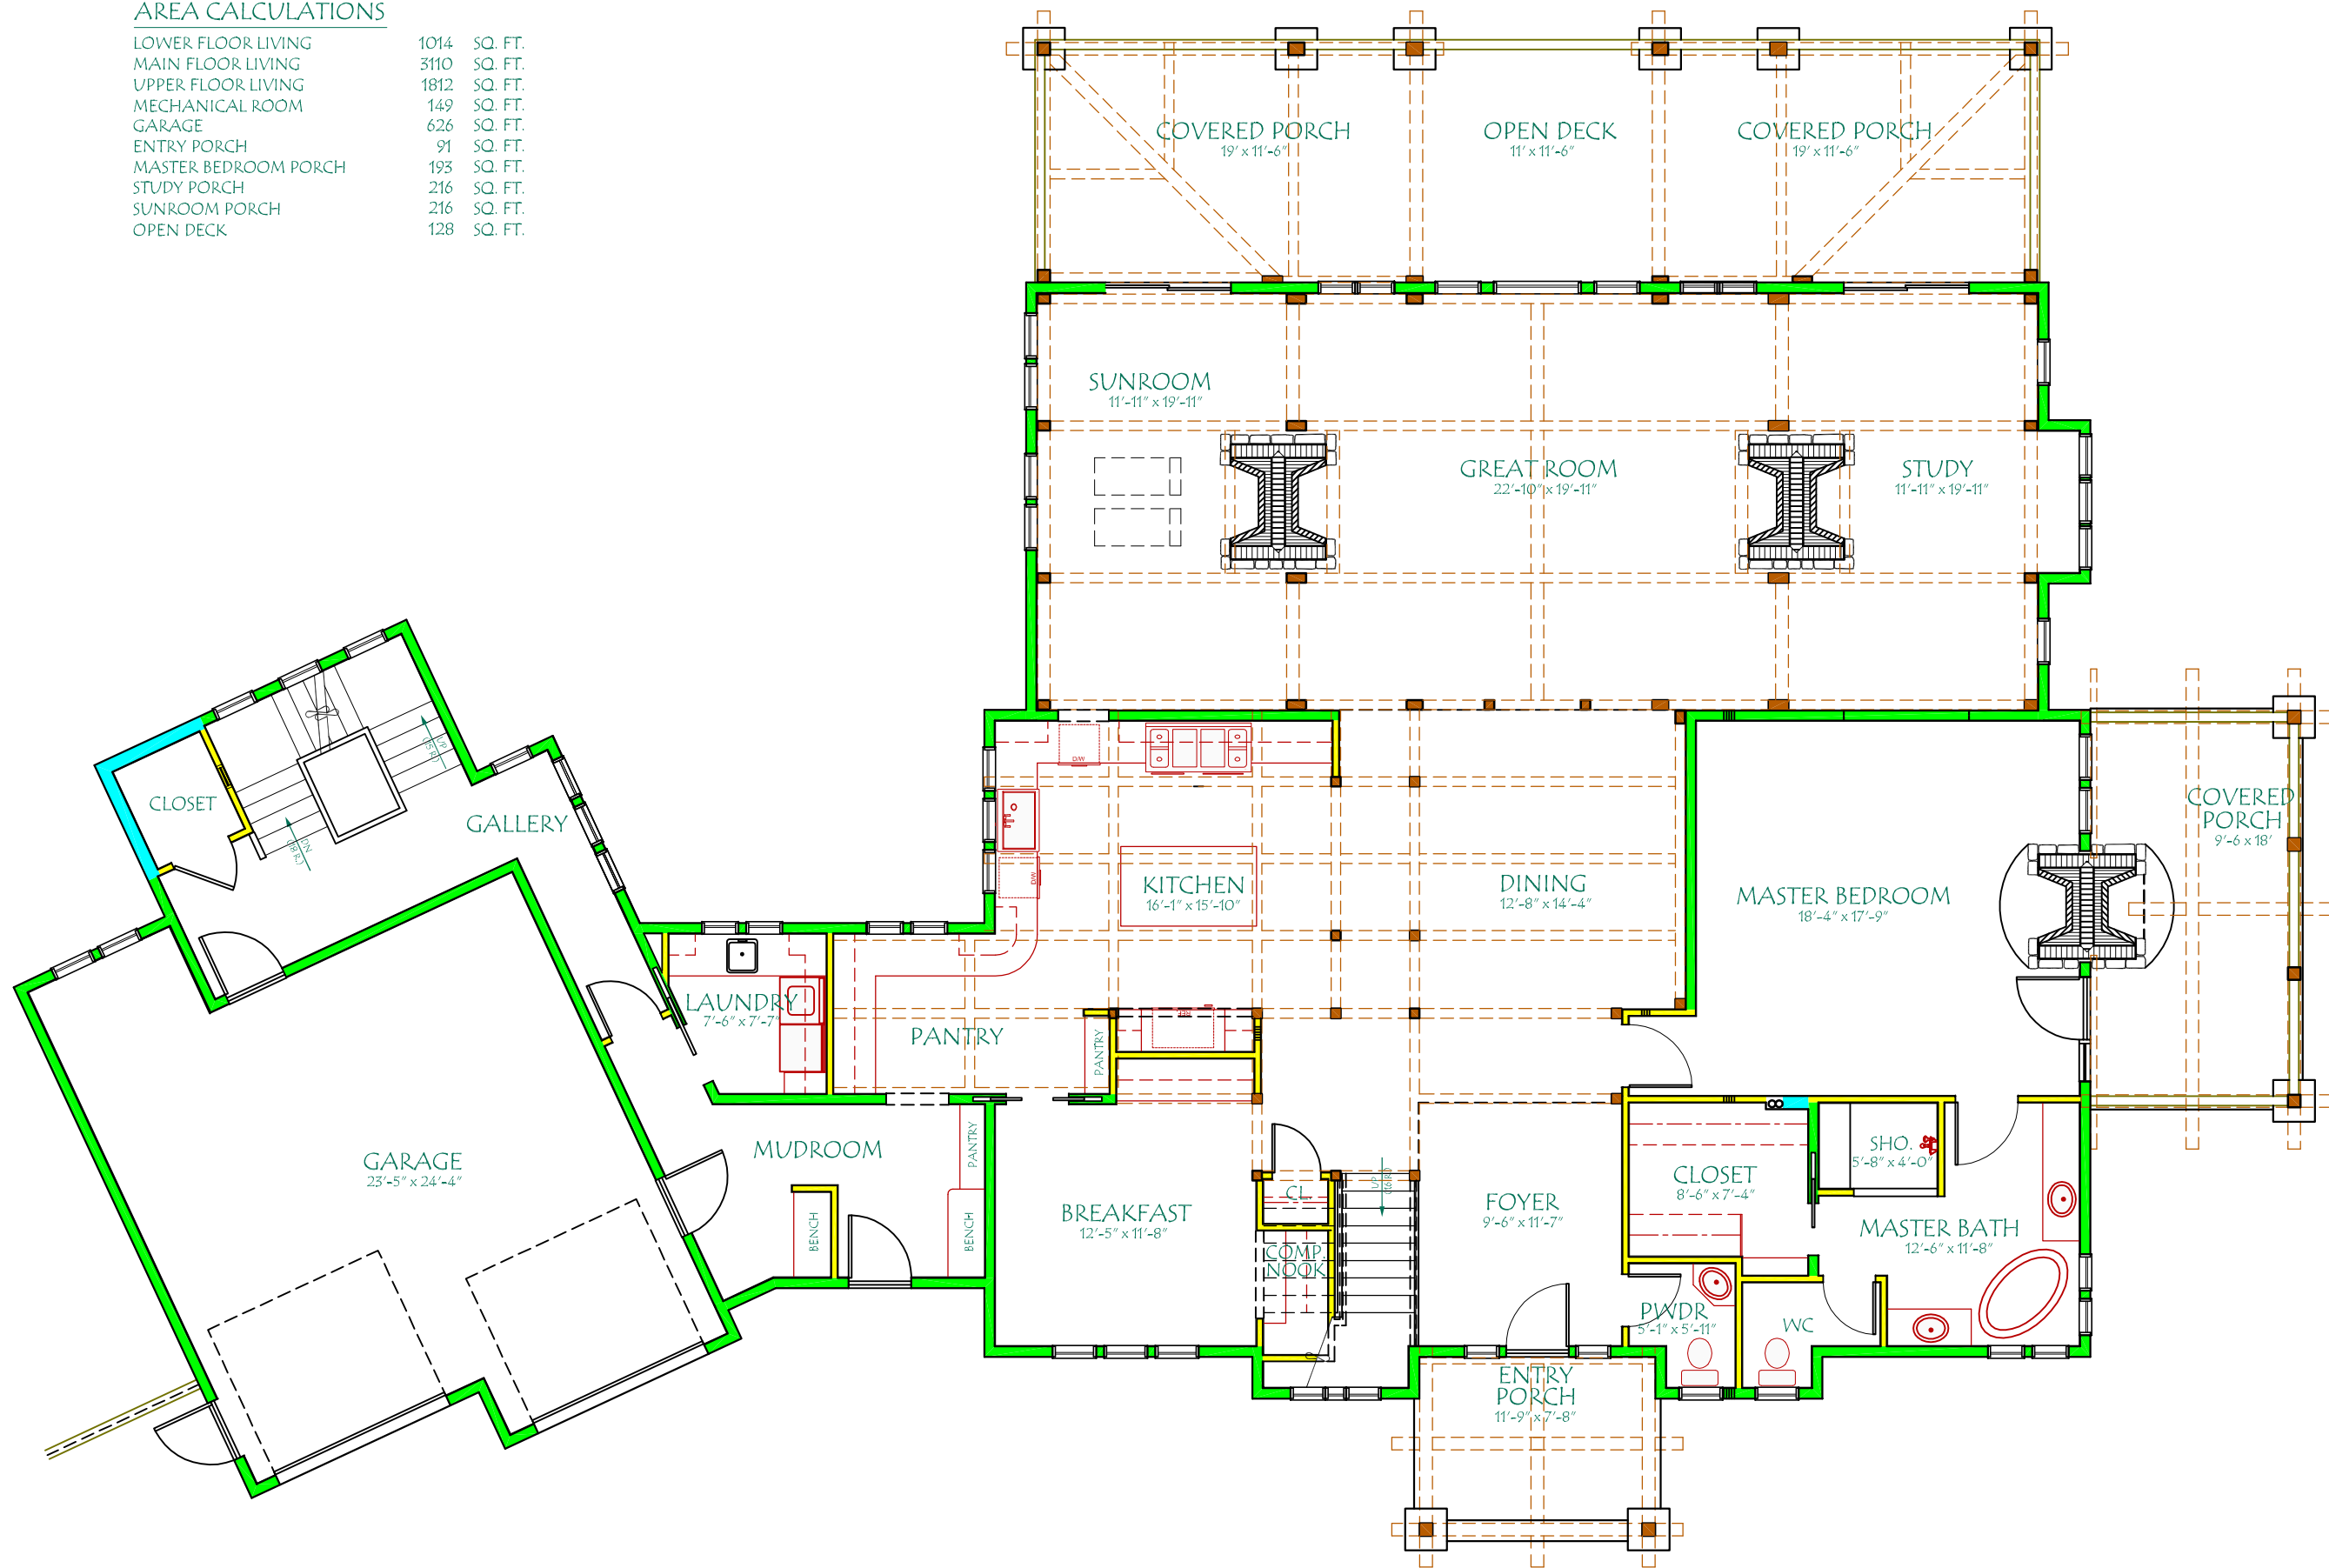 AREA CALCULATIONS
LOWER FLOOR LIVING 1014 SQ. FT.
MAIN FLOOR LIVING 3110 SQ. FT.
UPPER FLOOR LIVING 1812 SQ. FT.
MECHANICAL ROOM 149 SQ. FT.
GARAGE 626 SQ. FT.
ENTRY PORCH 91 SQ. FT.
MASTER BEDROOM PORCH 193 SQ. FT.
STUDY PORCH 216 SQ. FT.
SUNROOM PORCH 216 SQ. FT.
OPEN DECK 128 SQ. FT.
COVERED PORCH
19' x 11'-6"
OPEN DECK
11' x 11'-6"
COVERED PORCH
19' x 11'-6"
SUNROOM
11'-11" x 19'-11"
GREAT ROOM
22'-10" x 19'-11"
STUDY
11'-11" x 19'-11"
UP
(15 R.)
CLOSET
DN
(18 R.)
GALLERY
D/W
D/W
KITCHEN
16'-1" x 15'-10"
DINING
12'-8" x 14'-4"
MASTER BEDROOM
18'-4" x 17'-9"
COVERED
PORCH
9'-6 x 18'
LAUNDRY
7'-6" x 7'-7"
PANTRY
PANTRY
REF.
GARAGE
23'-5" x 24'-4"
MUDROOM
PANTRY
BENCH
BENCH
BREAKFAST
12'-5" x 11'-8"
CL.
COMP.
NOOK
UP
(16 R.)
FOYER
9'-6" x 11'-7"
CLOSET
8'-6" x 7'-4"
SHO.
5'-8" x 4'-0"
MASTER BATH
12'-6" x 11'-8"
PWDR
5'-1" x 5'-11"
WC
ENTRY
PORCH
11'-9" x 7'-8"